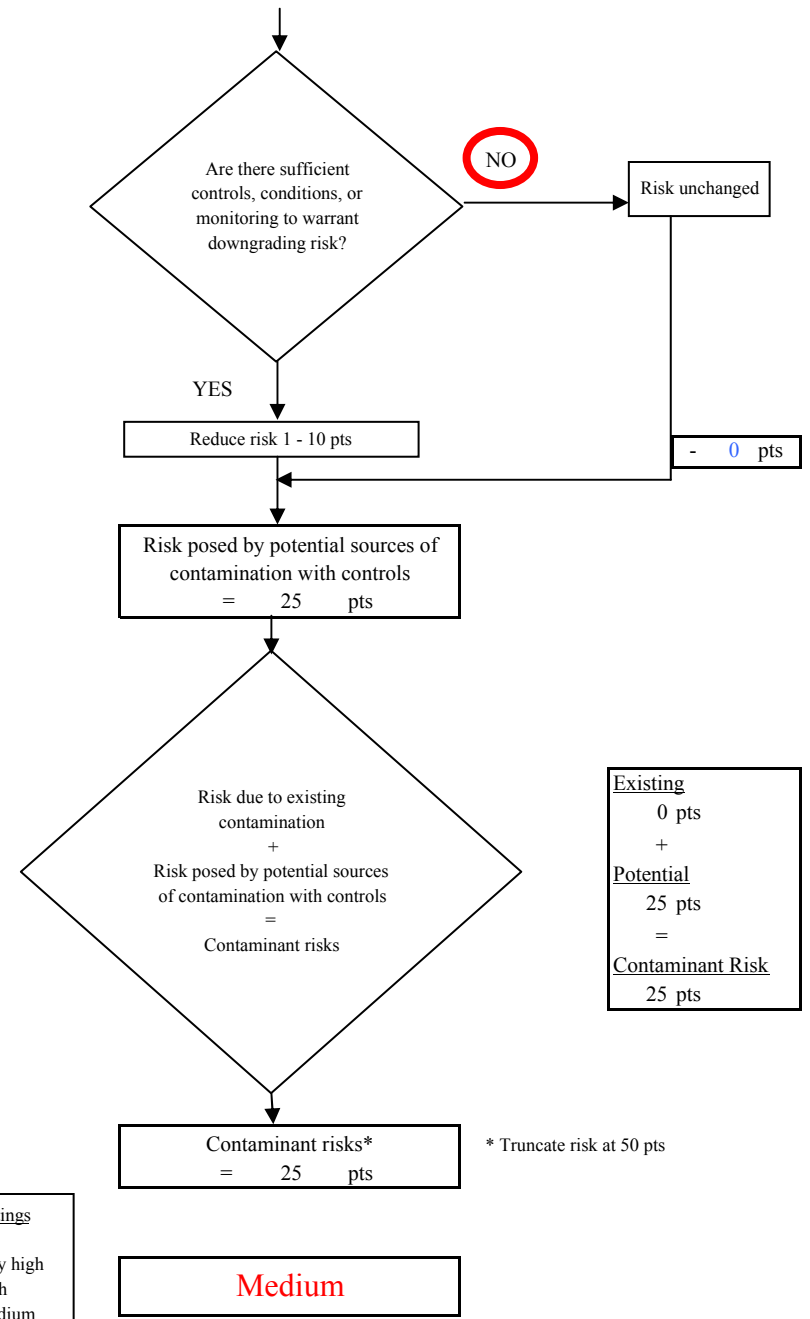 Are there sufficient
controls, conditions, or
monitoring to warrant
downgrading risk?
NO
Risk unchanged
YES
Reduce risk 1 - 10 pts
- 0 pts
Risk posed by potential sources of
contamination with controls
= 25 pts
Risk due to existing
contamination
+
Risk posed by potential sources
of contamination with controls
=
Contaminant risks
Existing
0 pts
+
Potential
25 pts
=
Contaminant Risk
25 pts
Contaminant risks*
= 25 pts
* Truncate risk at 50 pts
high
Medium